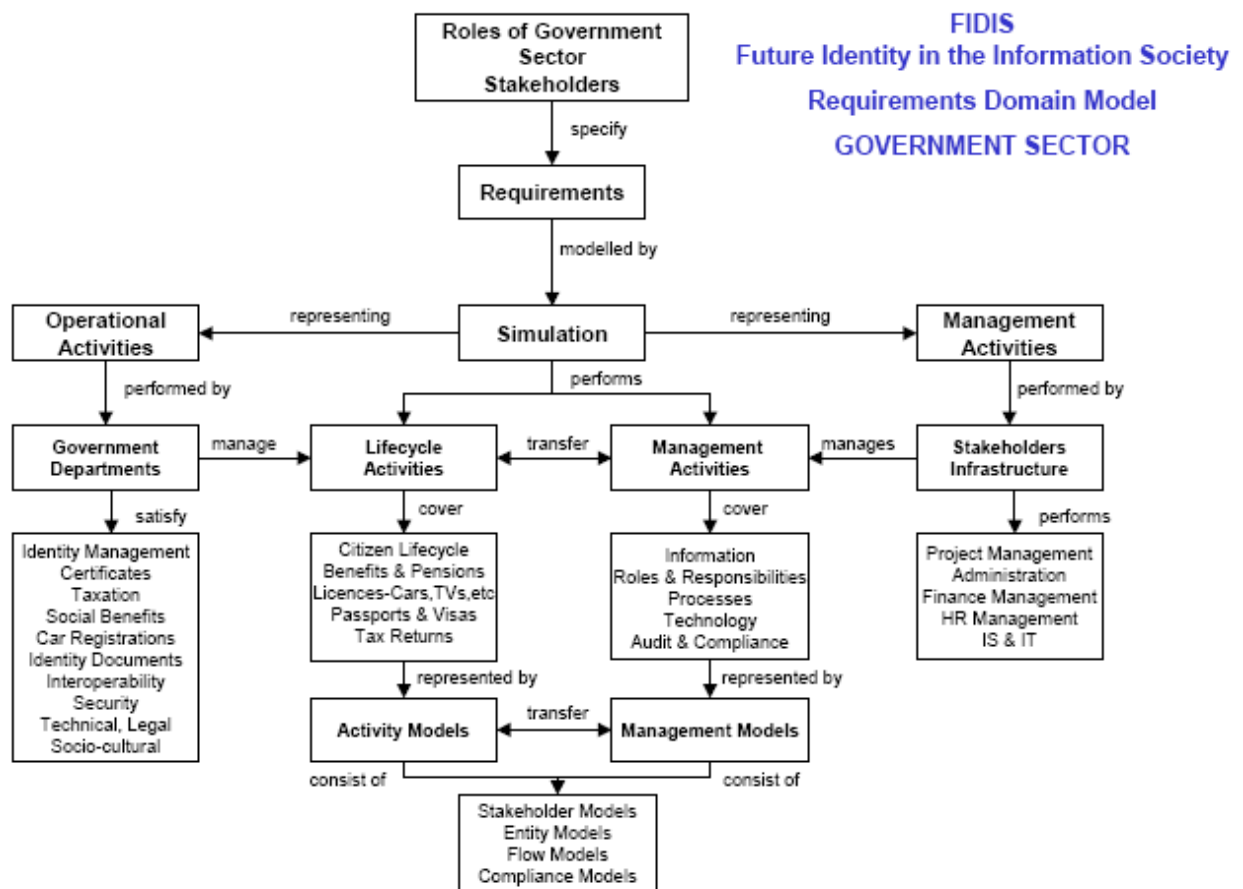 Roles of Government
Sector
Stakeholders
FIDIS
Future Identity in the Information Society
Requirements Domain Model
GOVERNMENT SECTOR
specify
Requirements
modelled by
Operational
Activities
representing
Simulation
representing
Management
Activities
performed by
performs
performed by
Government
Departments
manage
Lifecycle
Activities
transfer
Management
Activities
manages
Stakeholders
Infrastructure
satisfy
cover
cover
performs
Identity Management
Certificates
Taxation
Social Benefits
Car Registrations
Identity Documents
Interoperability
Security
Technical, Legal
Socio-cultural
Citizen Lifecycle
Benefits & Pensions
Licences-Cars,TVs,etc
Passports & Visas
Tax Returns
Information
Roles & Responsibilities
Processes
Technology
Audit & Compliance
Project Management
Administration
Finance Management
HR Management
IS & IT
represented by
represented by
Activity Models
transfer
Management Models
consist of
consist of
Stakeholder Models
Entity Models
Flow Models
Compliance Models